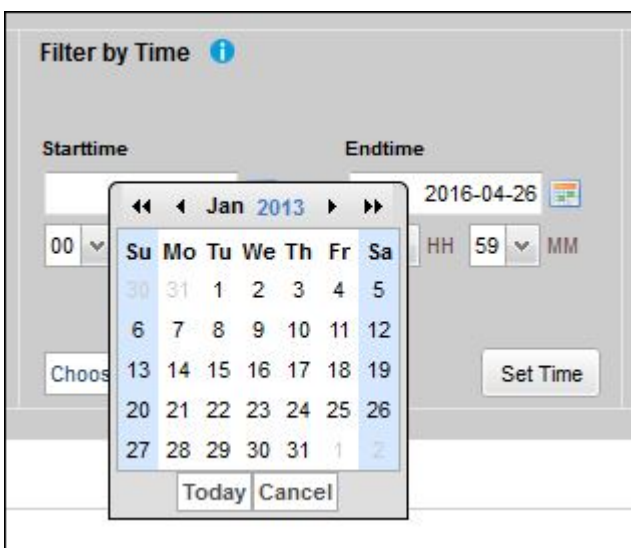 Filter by Time i
Starttime Endtime
2016-04-26
Jan 2013
00 HH 59 MM
Su Mo Tu We Th Fr Sa
30 31 1 2 3 4 5
6 7 8 9 10 11 12
13 14 15 16 17 18 19
20 21 22 23 24 25 26
27 28 29 30 31 1 2
Choos
Set Time
Today Cancel